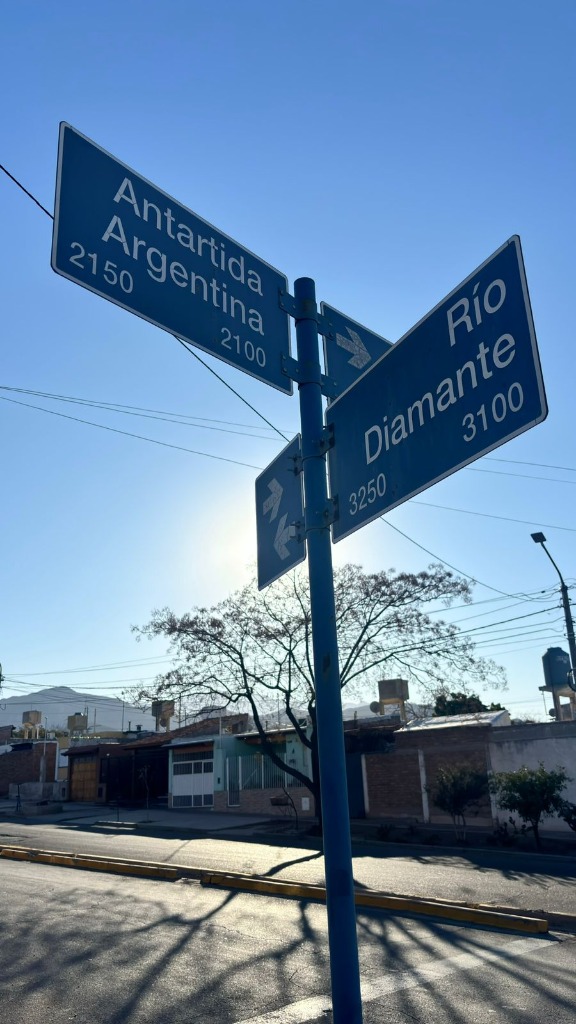 Antartida
Argentina
2150 2100
Río
Diamante
3250 3100